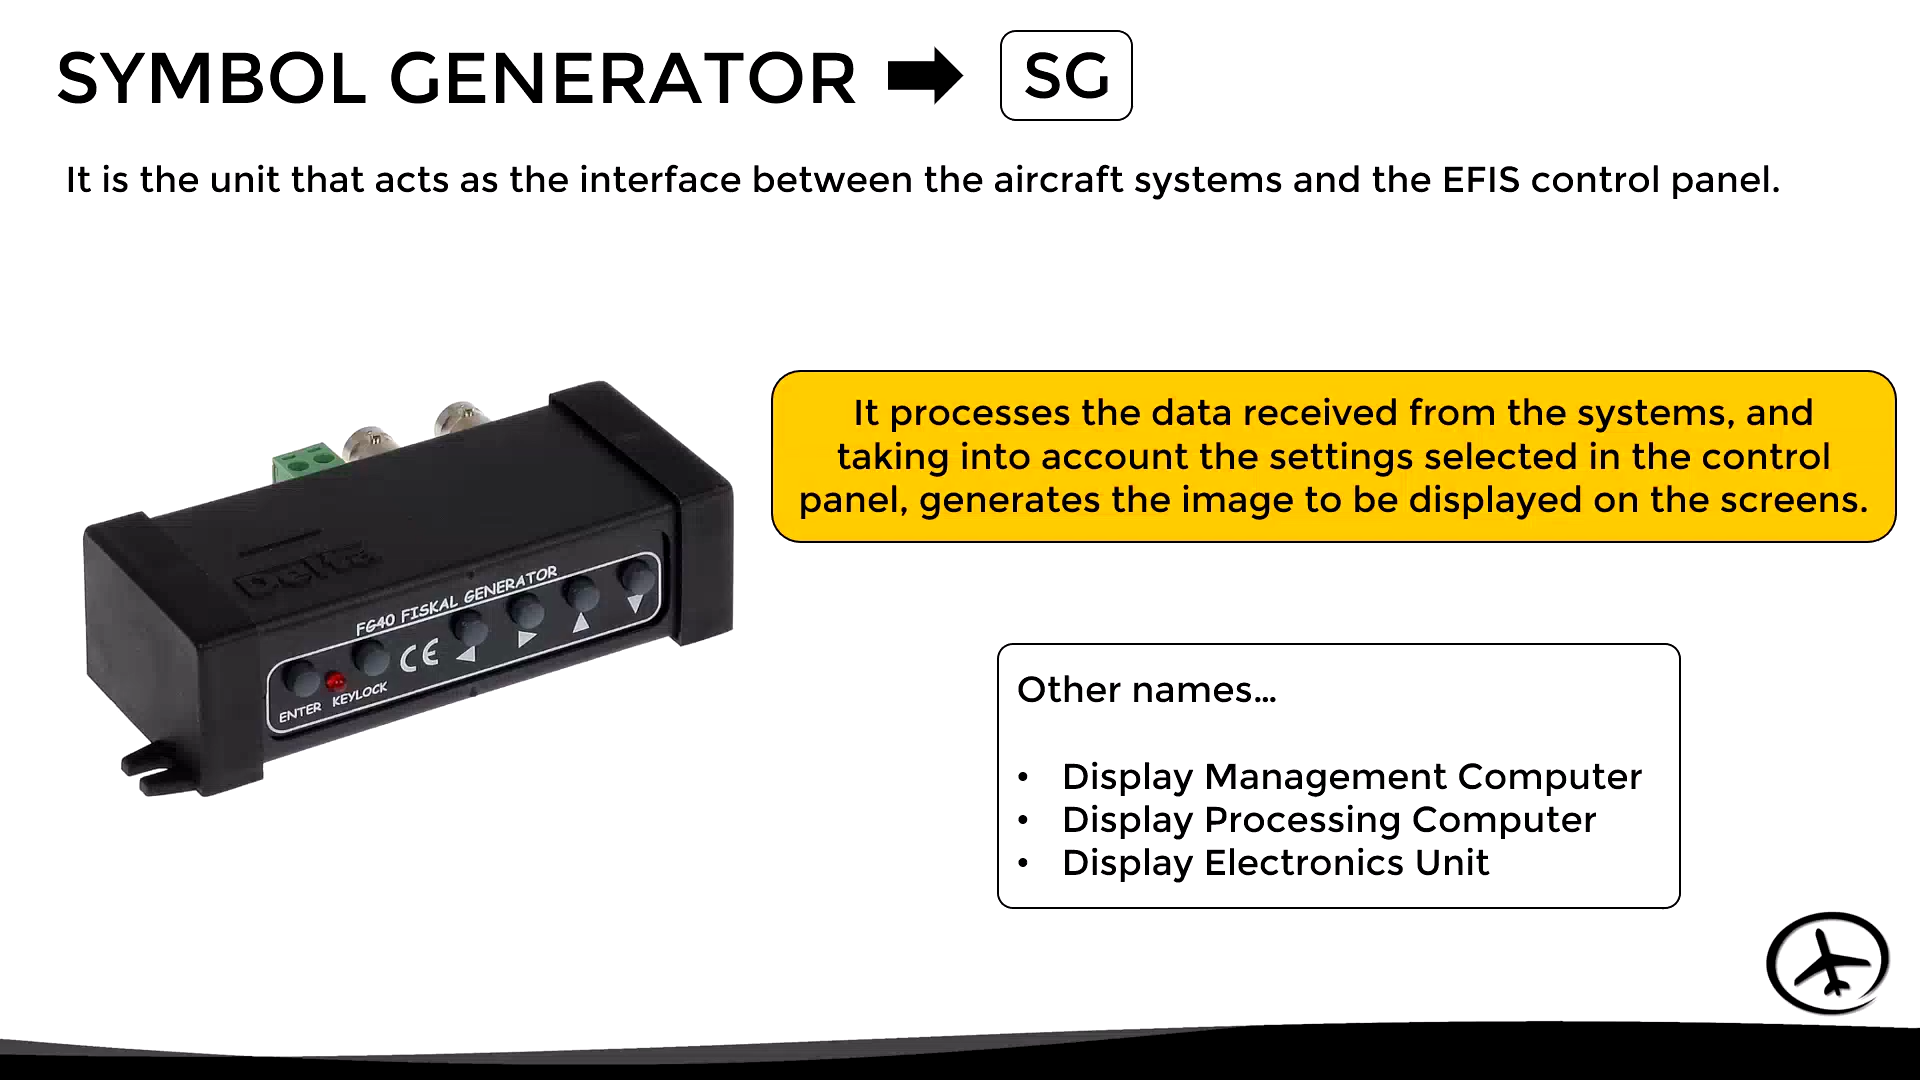 SYMBOL GENERATOR
SG
It is the unit that acts as the interface between the aircraft systems and the EFIS control panel.
It processes the data received from the systems, and
taking into account the settings selected in the control
panel, generates the image to be displayed on the screens.
Delta
FG40 FISKAL GENERATOR
CE
ENTER KEYLOCK
Other names...
• Display Management Computer
• Display Processing Computer
• Display Electronics Unit